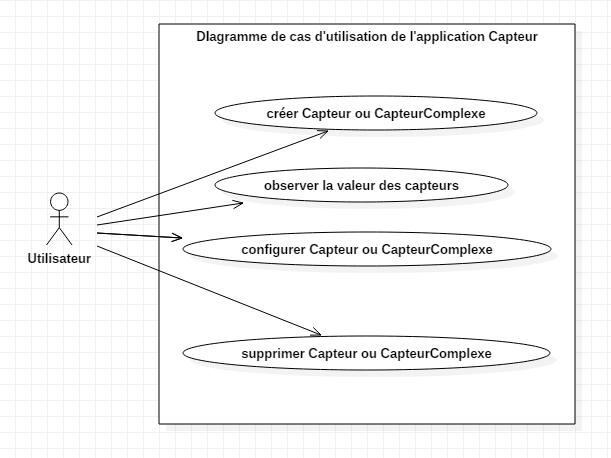 DIagramme de cas d'utilisation de l'application Capteur
créer Capteur ou CapteurComplexe
observer la valeur des capteurs
configurer Capteur ou CapteurComplexe
Utilisateur
supprimer Capteur ou CapteurComplexe